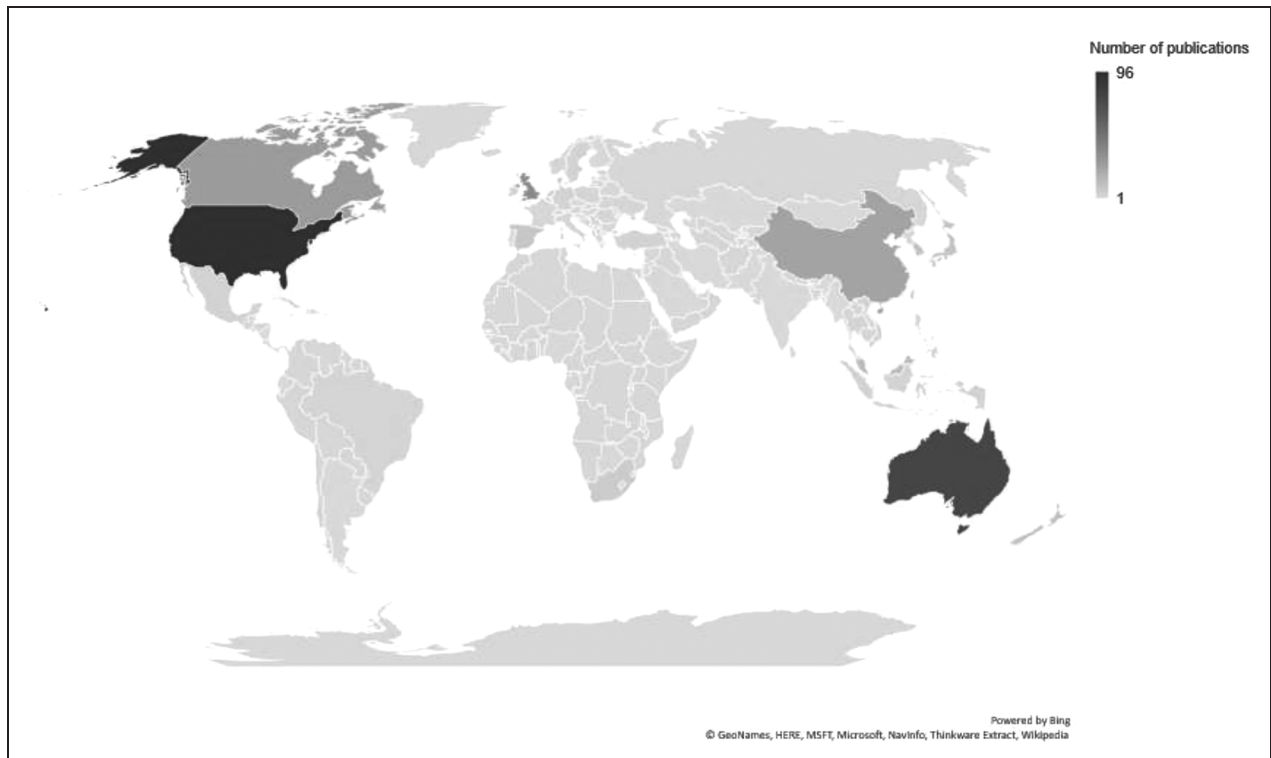 Number of publications
96
1
Powered by Bing
© GeoNames, HERE, MSFT, Microsoft, NavInfo, Thinkware Extract, Wikipedia